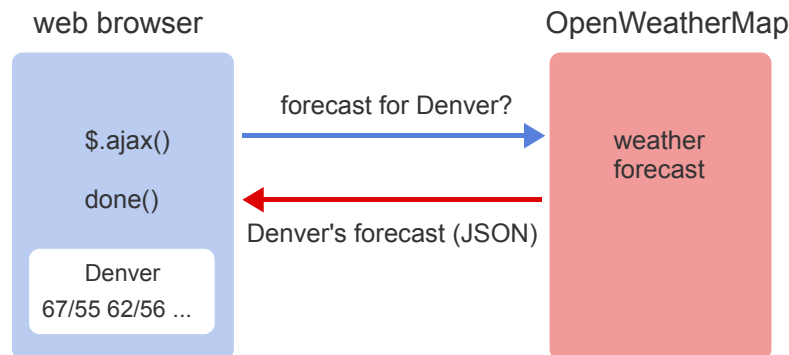 web browser
OpenWeatherMap
forecast for Denver?
$.ajax()
weather
forecast
done()
Denver's forecast (JSON)
Denver
67/55 62/56 ...